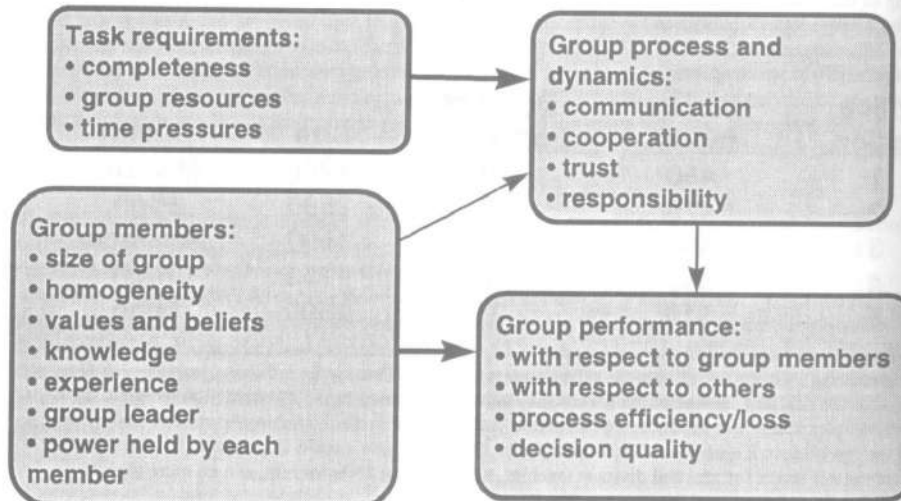 Task requirements:
• completeness
• group resources
• time pressures
Group process and
dynamics:
• communication
• cooperation
• trust
• responsibility
Group members:
• size of group
• homogeneity
• values and beliefs
• knowledge
• experience
• group leader
• power held by each
member
Group performance:
• with respect to group members
• with respect to others
• process efficiency/loss
• decision quality